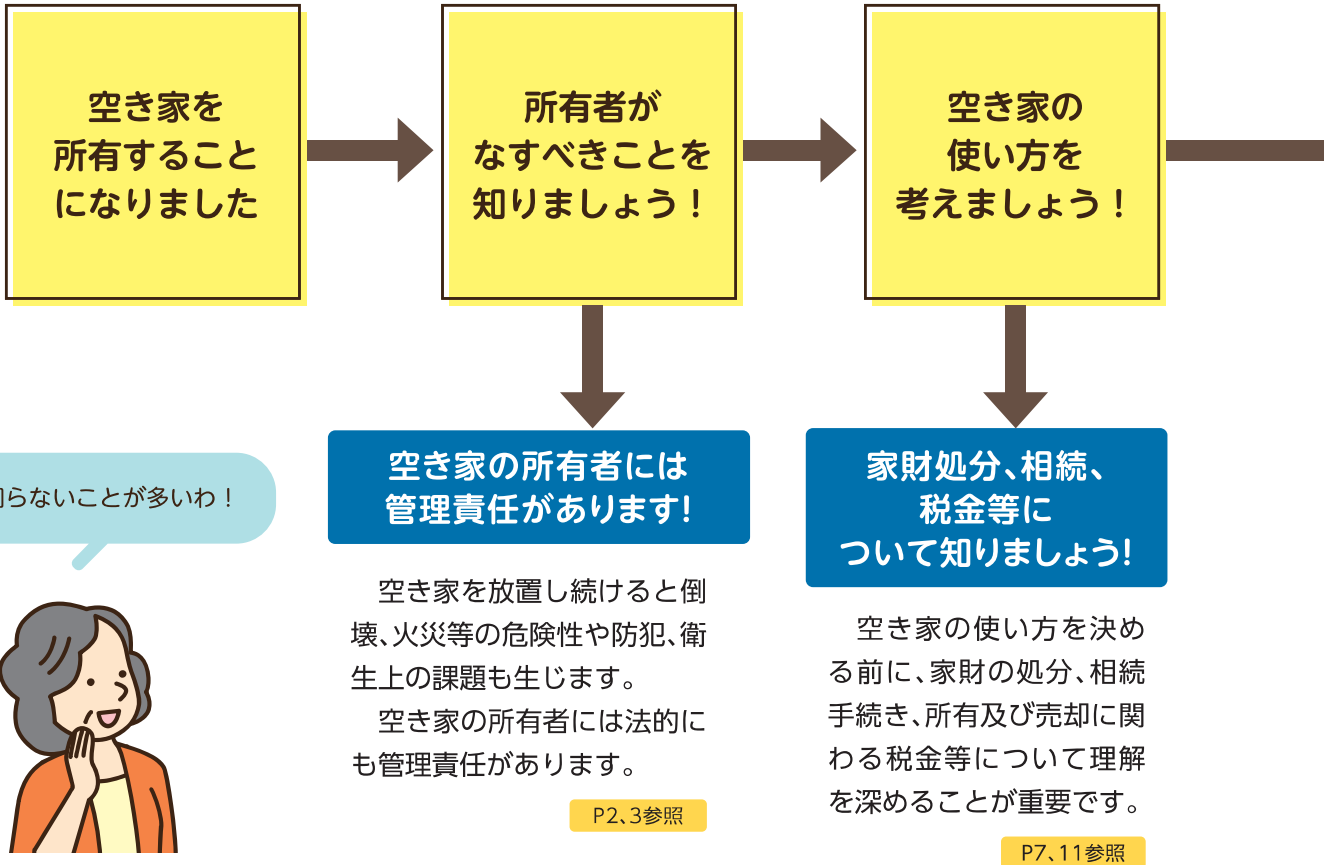 空き家を
所有すること
になりました
所有者が
なすべきことを
知りましょう！
空き家の
使い方を
考えましょう！
空き家の所有者には
管理責任があります!
家財処分、相続、
税金等に
ついて知りましょう!
らないことが多いわ！
空き家を放置し続けると倒
壊、火災等の危険性や防犯、衛
生上の課題も生じます。
空き家の所有者には法的に
も管理責任があります。
P2、3参照
空き家の使い方を決め
る前に、家財の処分、相続
手続き、所有及び売却に関
わる税金等について理解
を深めることが重要です。
P7、11参照